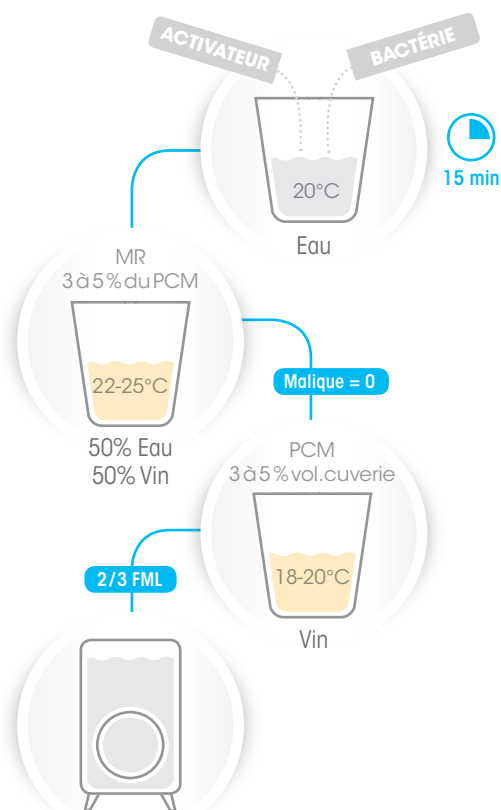 ACTIVATEUR
BACTÉRIE
20°C
15 min
Eau
MR
3 à 5 % du PCM
22-25°C
50% Eau
50% Vin
Malique = 0
PCM
3 à 5 % vol.cuverie
18-20°C
Vin
2/3 FML